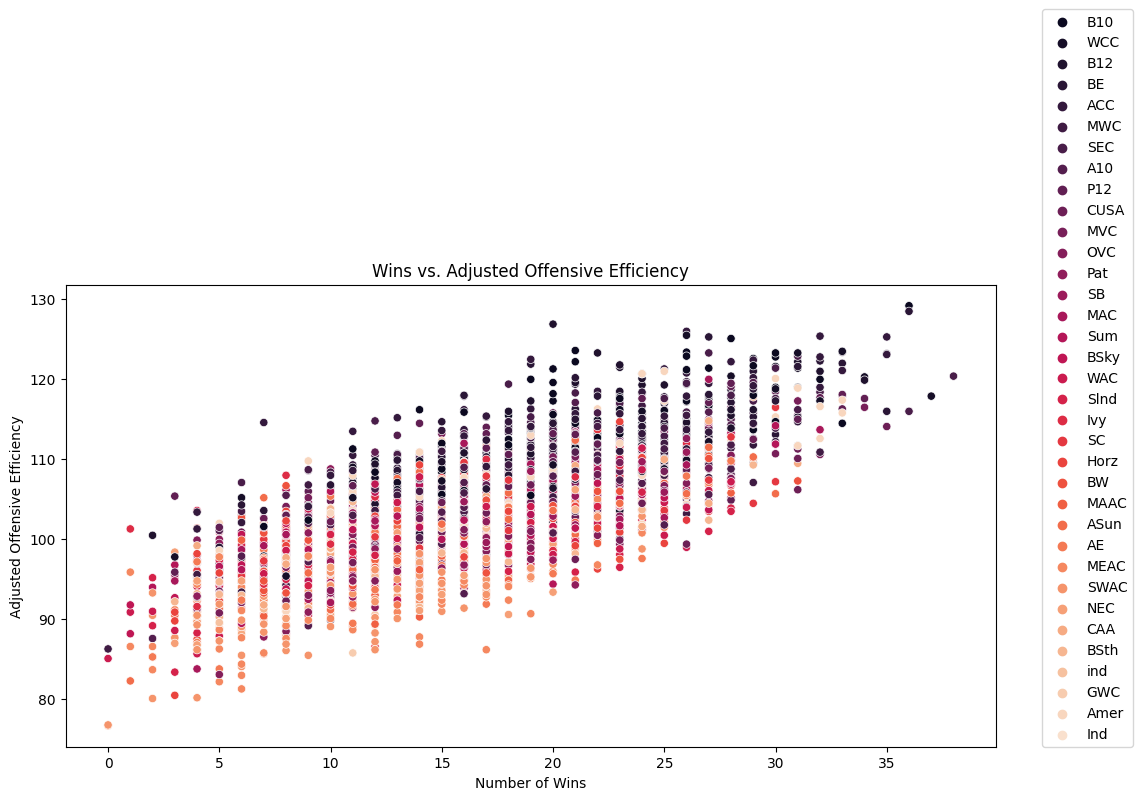 Wins vs. Adjusted Offensive Efficiency
Adjusted Offensive Efficiency
130
120
110
100
90
80
0 5 10 15 20 25 30 35
Number of Wins
B10
WCC
B12
BE
ACC
MWC
SEC
A10
P12
CUSA
MVC
OVC
Pat
SB
MAC
Sum
BSky
WAC
Slnd
Ivy
SC
Horz
BW
MAAC
ASun
AE
MEAC
SWAC
NEC
CAA
BSth
ind
GWC
Amer
Ind